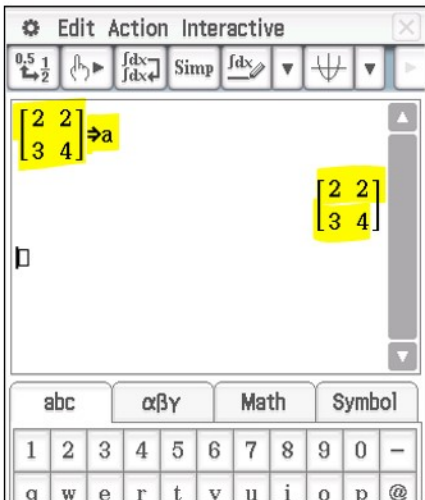 Edit Action Interactive
0.5 1 2 ∫dx ∫dx Simp ∫dx
[2 2
3 4]⇒a
[2 2
3 4]
abc αβγ Math Symbol
1 2 3 4 5 6 7 8 9 0 −
q w e r t y u i o p @